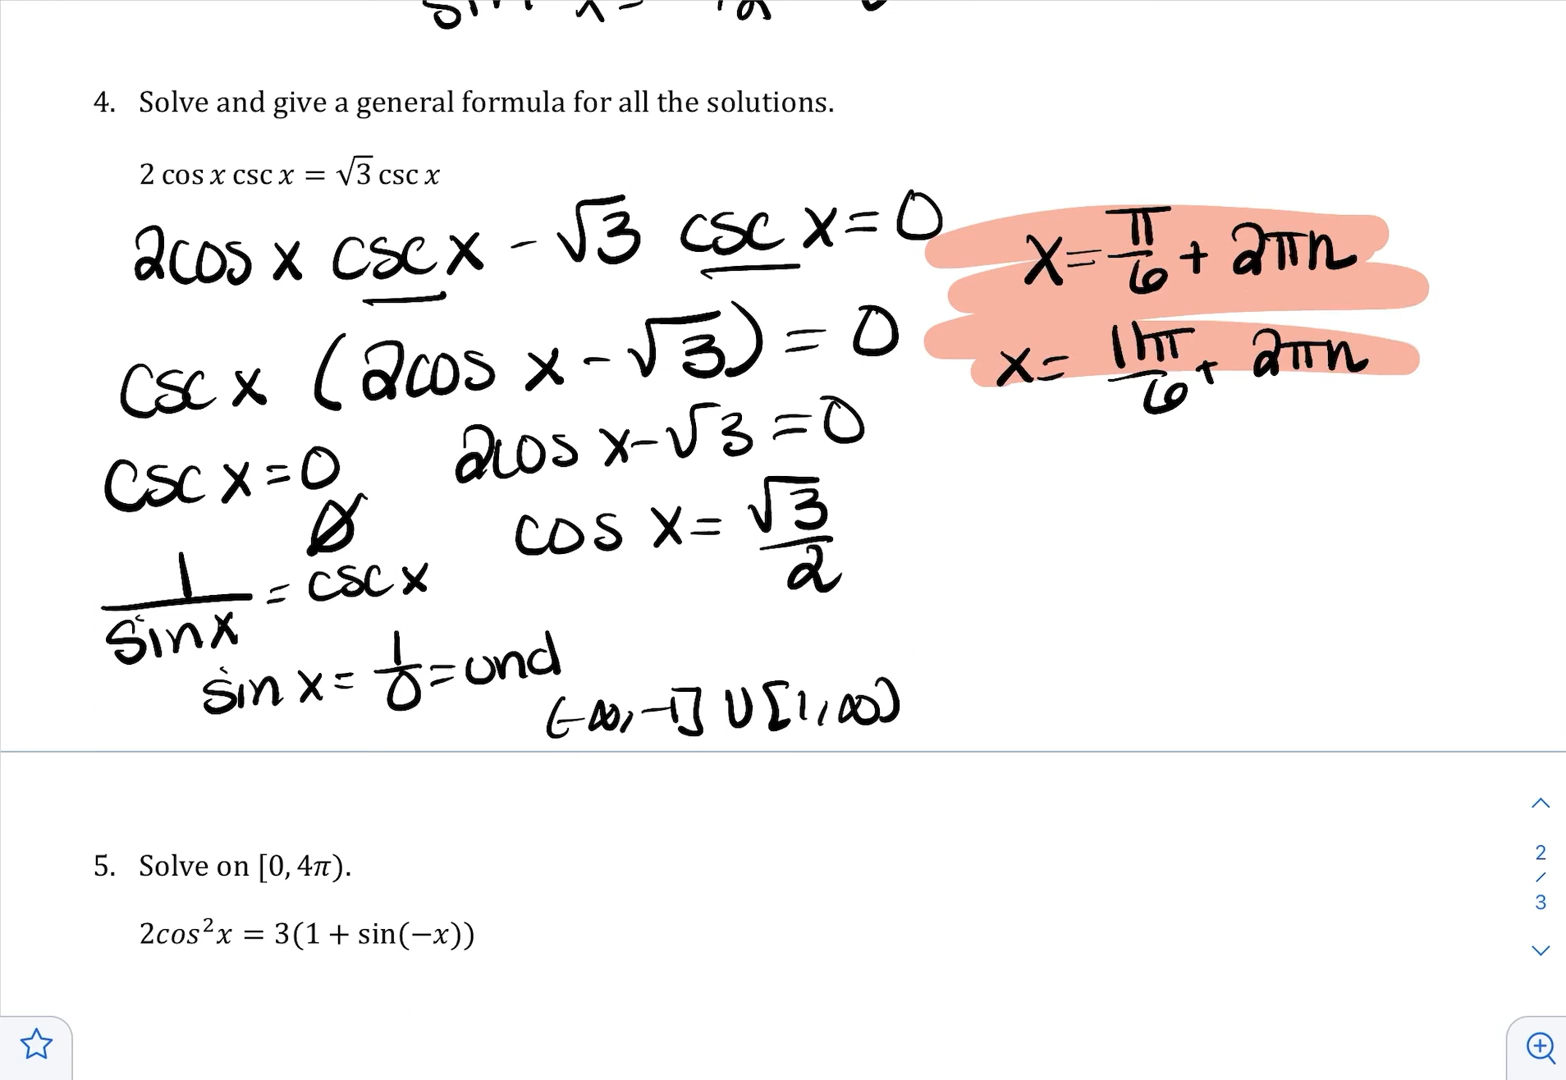 4. Solve and give a general formula for all the solutions.
2 cos x csc x = √3 csc x
2cos x csc x - √3 csc x = 0
csc x (2cos x - √3) = 0
csc x = 0
∅
2cos x - √3 = 0
cos x = √3/2
1/sin x = csc x
sin x = 1/0 = und
(-∞, -1] ∪ [1, ∞)
x = π/6 + 2πn
x = 11π/6 + 2πn
5. Solve on [0, 4π).
2cos²x = 3(1 + sin(−x))
2
/
3